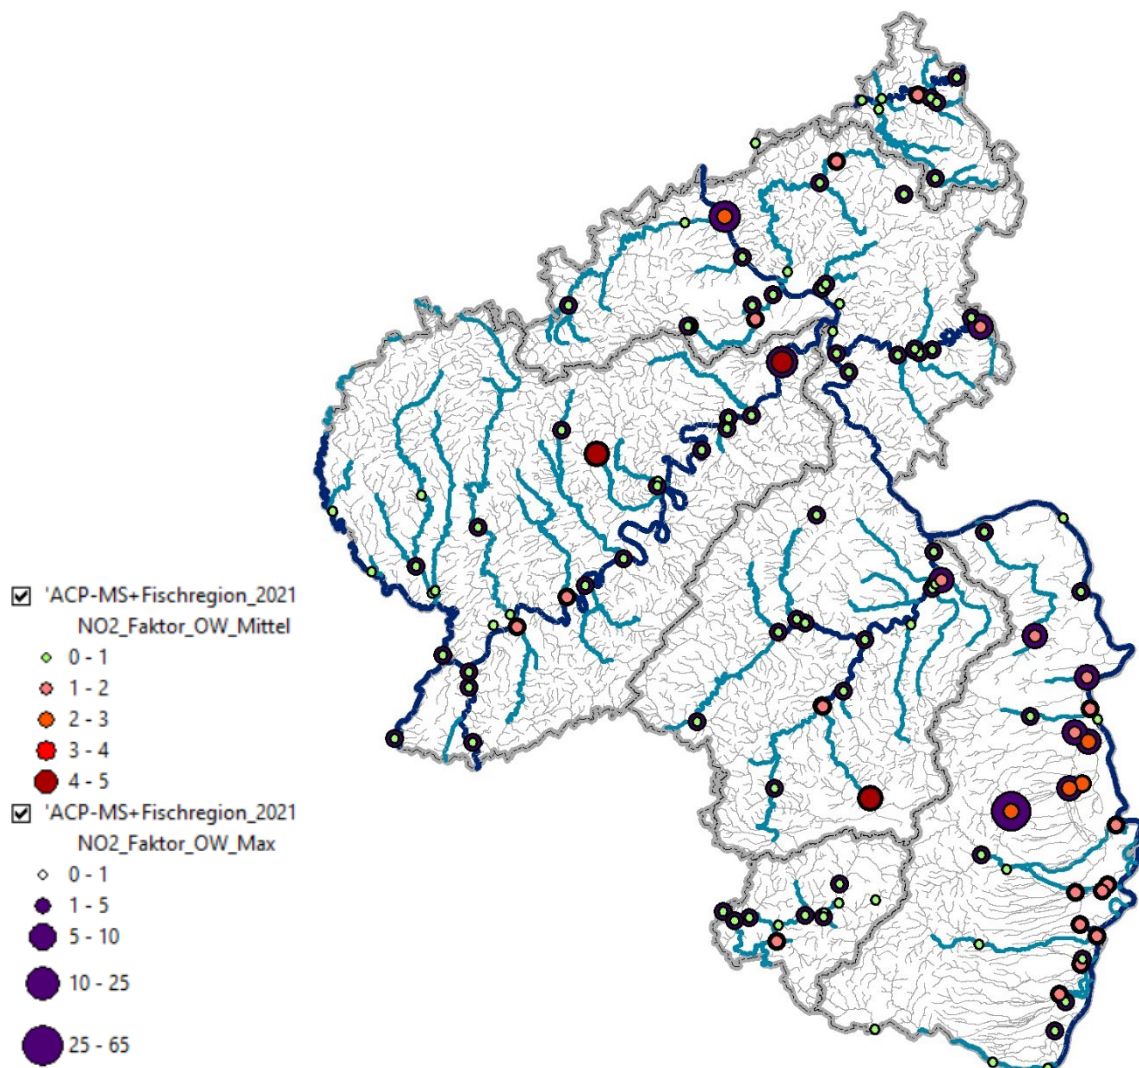 'ACP-MS+Fischregion_2021
NO2_Faktor_OW_Mittel
0 - 1
1 - 2
2 - 3
3 - 4
4 - 5
'ACP-MS+Fischregion_2021
NO2_Faktor_OW_Max
0 - 1
1 - 5
5 - 10
10 - 25
25 - 65